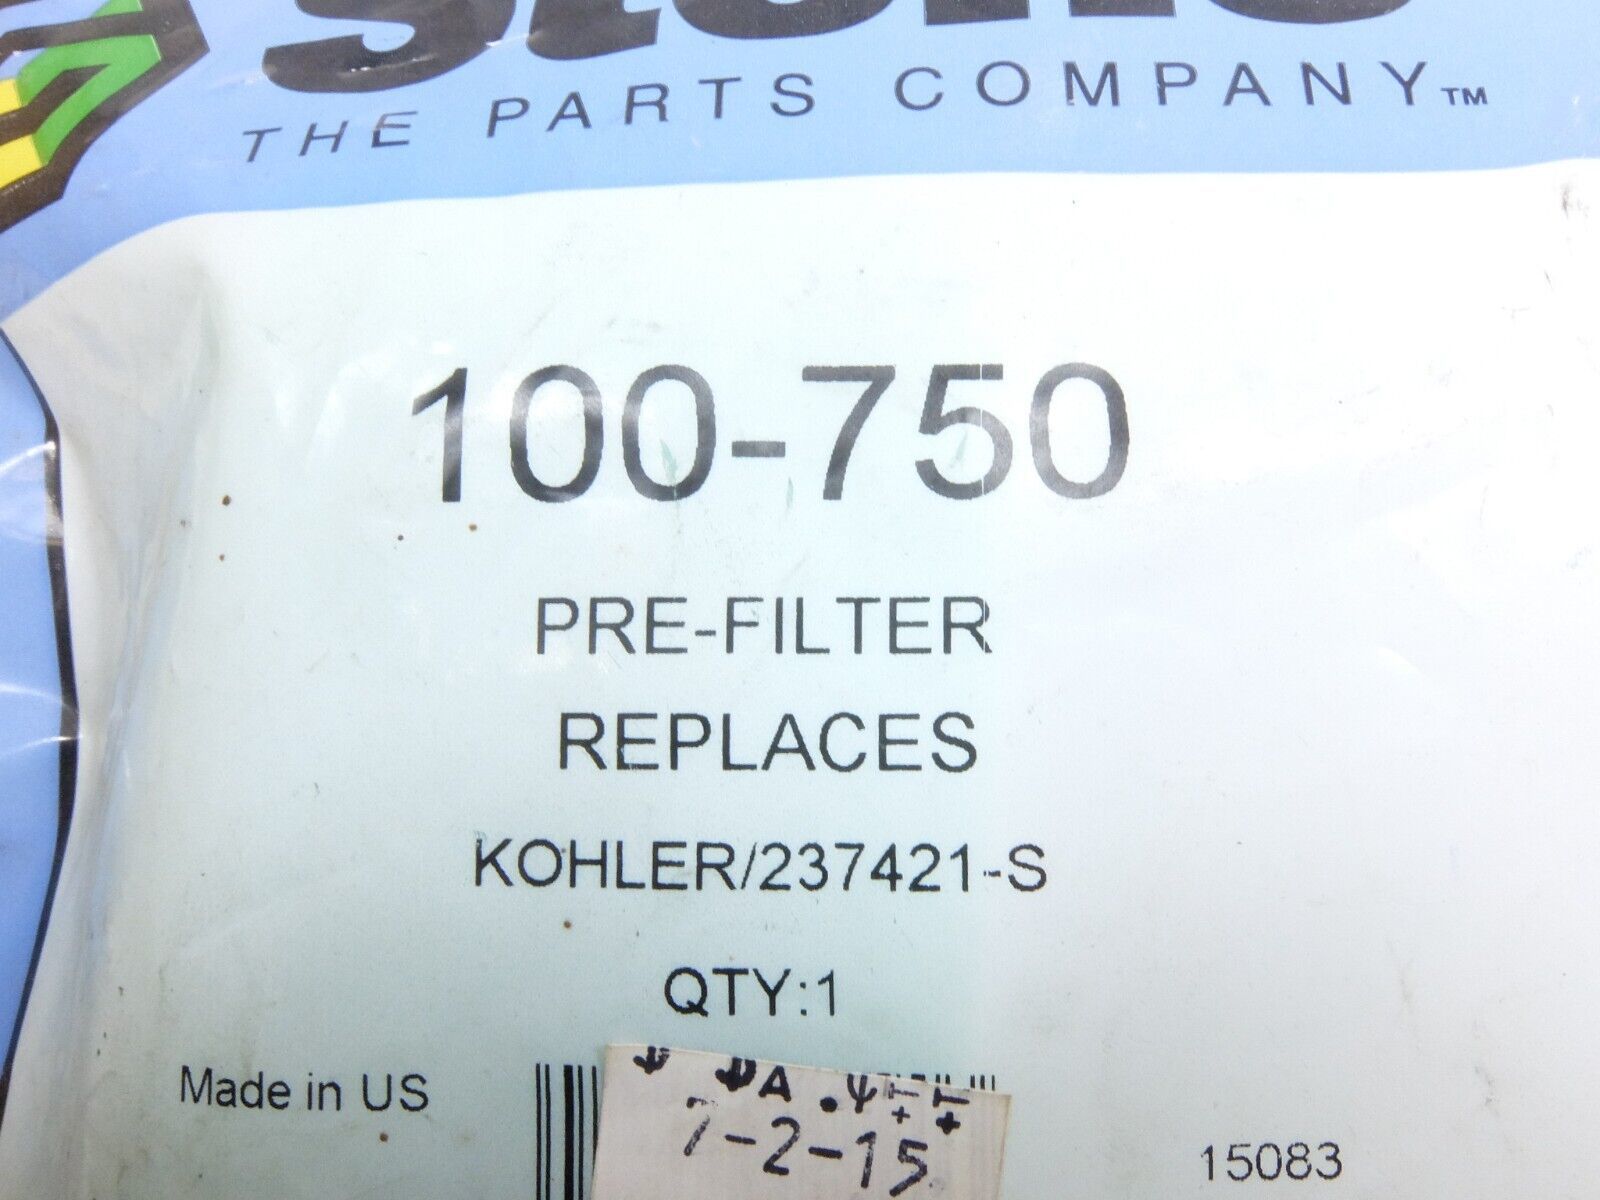 THE PARTS COMPANY™
100-750
PRE-FILTER
REPLACES
KOHLER/237421-S
QTY:1
Made in US
7-2-15
15083